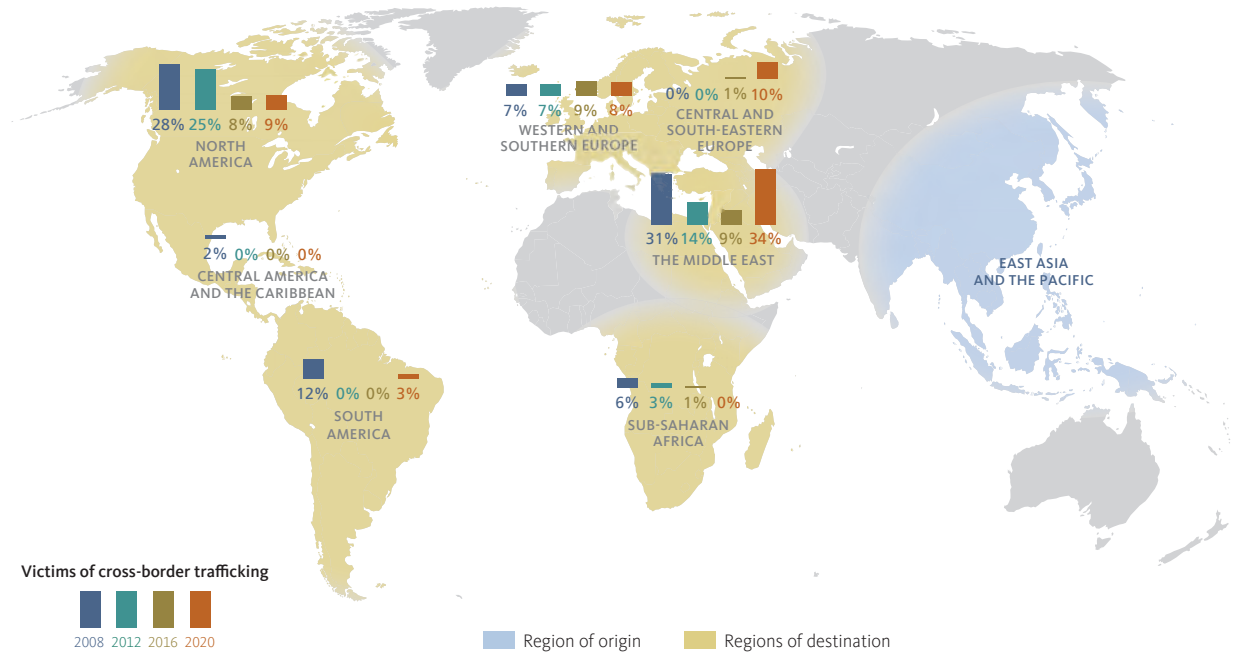 28% 25% 8% 9%
NORTH
AMERICA
7% 7% 9% 8%
WESTERN AND
SOUTHERN EUROPE
0% 0% 1% 10%
CENTRAL AND
SOUTH-EASTERN
EUROPE
31% 14% 9% 34%
THE MIDDLE EAST
2% 0% 0% 0%
CENTRAL AMERICA
AND THE CARIBBEAN
EAST ASIA
AND THE PACIFIC
12% 0% 0% 3%
SOUTH
AMERICA
6% 3% 1% 0%
SUB-SAHARAN
AFRICA
Victims of cross-border trafficking
2008 2012 2016 2020
Region of origin
Regions of destination